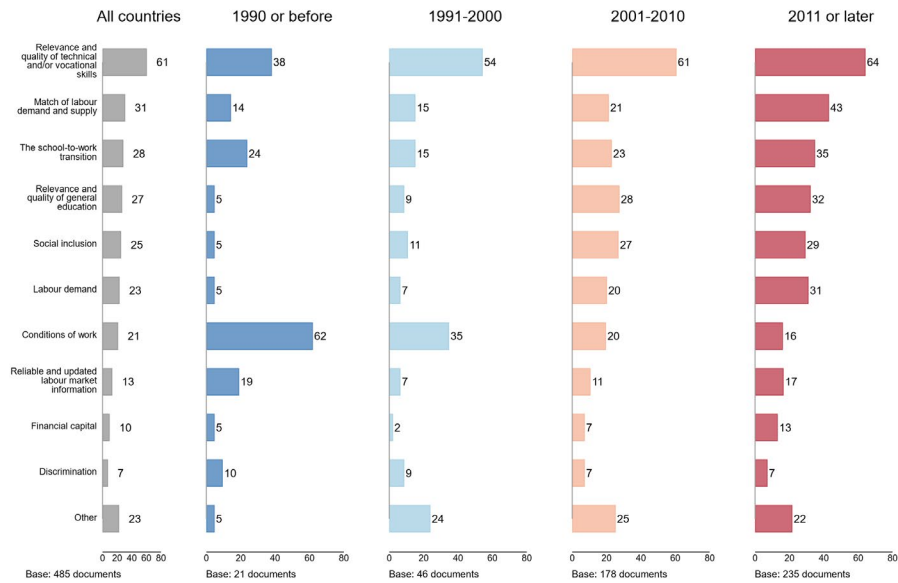 All countries 1990 or before 1991-2000 2001-2010 2011 or later
Relevance and
quality of technical
and/or vocational
skills
61 38 54 61 64
Match of labour
demand and supply
31 14 15 21 43
The school-to-work
transition
28 24 15 23 35
Relevance and
quality of general
education
27 5 9 28 32
Social inclusion 25 5 11 27 29
Labour demand 23 5 7 20 31
Conditions of work 21 62 35 20 16
Reliable and updated
labour market
information
13 19 7 11 17
Financial capital 10 5 2 7 13
Discrimination 7 10 9 7 7
Other 23 5 24 25 22
0 20 40 60 80 0 20 40 60 80 0 20 40 60 80 0 20 40 60 80 0 20 40 60 80
Base: 485 documents Base: 21 documents Base: 46 documents Base: 178 documents Base: 235 documents